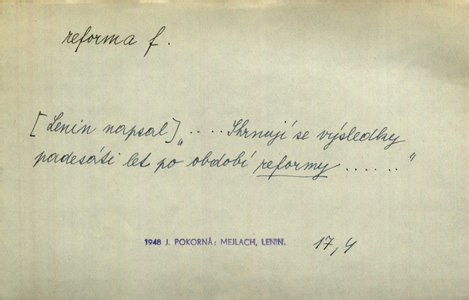 reforma f.
[Lenin napsal] „.... Shrnují se výsledky
padesáti let po období reformy ......"
1948 J. POKORNÁ: MEJLACH, LENIN. 17,4